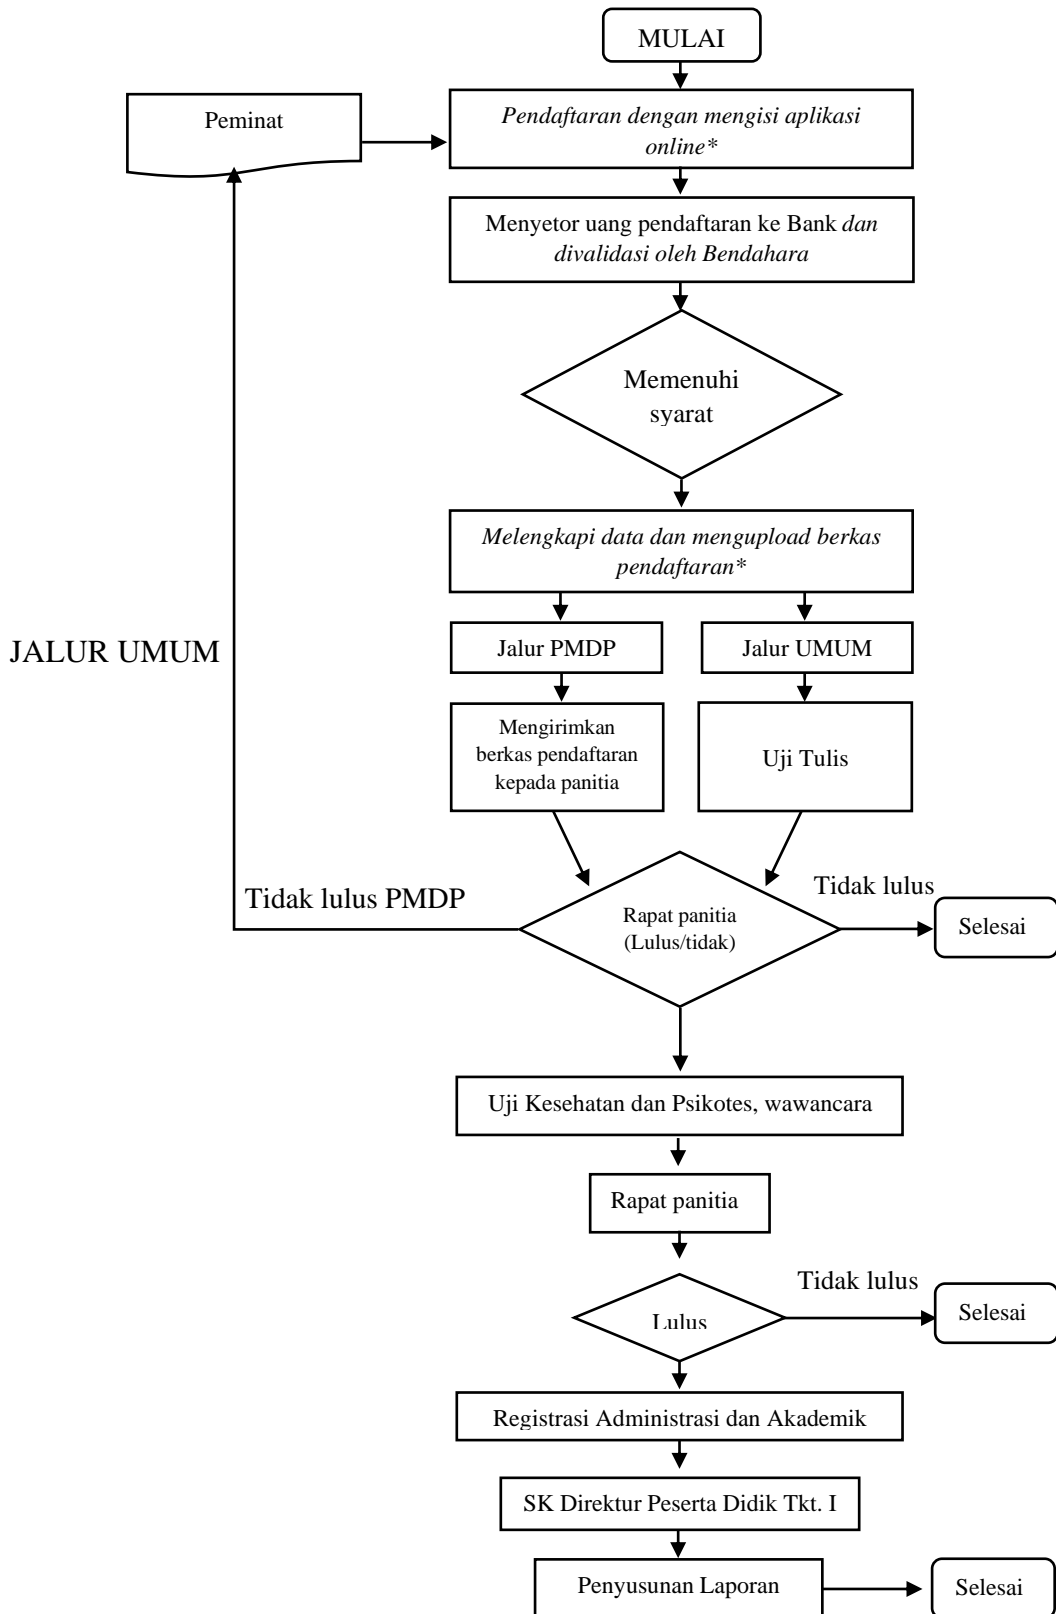 MULAI
Peminat
Pendaftaran dengan mengisi aplikasi
online*
Menyetor uang pendaftaran ke Bank dan
divalidasi oleh Bendahara
Memenuhi
syarat
Melengkapi data dan mengupload berkas
pendaftaran*
JALUR UMUM
Jalur PMDP
Jalur UMUM
Mengirimkan
berkas pendaftaran
kepada panitia
Uji Tulis
Tidak lulus PMDP
Rapat panitia
(Lulus/tidak)
Tidak lulus
Selesai
Uji Kesehatan dan Psikotes, wawancara
Rapat panitia
Lulus
Tidak lulus
Selesai
Registrasi Administrasi dan Akademik
SK Direktur Peserta Didik Tkt. I
Penyusunan Laporan
Selesai